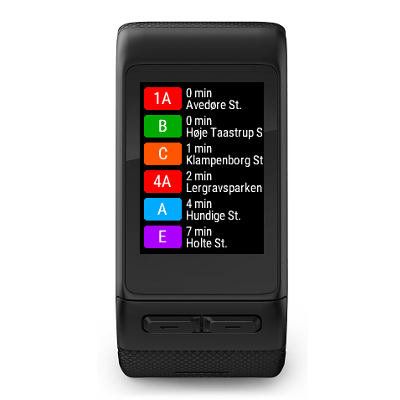 1A 0 min
Avedøre St.
B 0 min
Høje Taastrup S
C 1 min
Klampenborg St
4A 2 min
Lergravsparken
A 4 min
Hundige St.
E 7 min
Holte St.